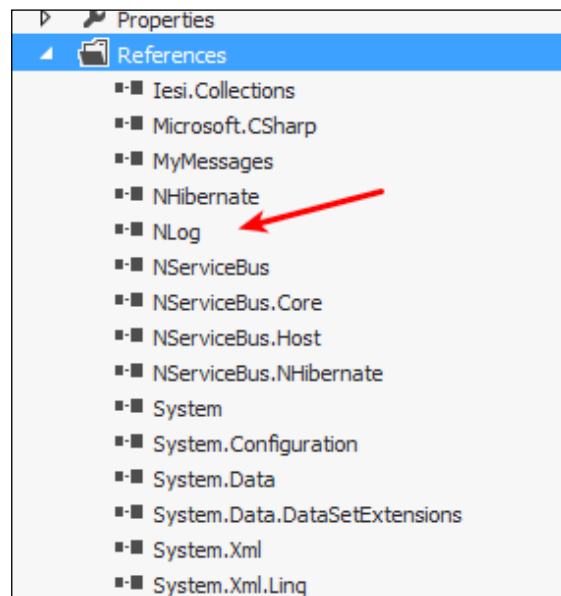 Properties
References
Iesi.Collections
Microsoft.CSharp
MyMessages
NHibernate
NLog
NServiceBus
NServiceBus.Core
NServiceBus.Host
NServiceBus.NHibernate
System
System.Configuration
System.Data
System.Data.DataSetExtensions
System.Xml
System.Xml.Linq